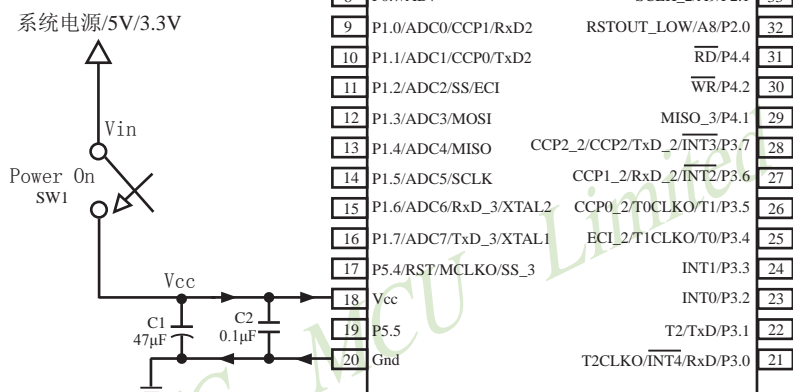 系统电源/5V/3.3V
Vin
Power On
SW1
Vcc
C1
47μF
C2
0.1μF
9 P1.0/ADC0/CCP1/RxD2 RSTOUT_LOW/A8/P2.0 32
10 P1.1/ADC1/CCP0/TxD2 RD/P4.4 31
11 P1.2/ADC2/SS/ECI WR/P4.2 30
12 P1.3/ADC3/MOSI MISO_3/P4.1 29
13 P1.4/ADC4/MISO CCP2_2/CCP2/TxD_2/INT3/P3.7 28
14 P1.5/ADC5/SCLK CCP1_2/RxD_2/INT2/P3.6 27
15 P1.6/ADC6/RxD_3/XTAL2 CCP0_2/T0CLKO/T1/P3.5 26
16 P1.7/ADC7/TxD_3/XTAL1 ECI_2/T1CLKO/T0/P3.4 25
17 P5.4/RST/MCLKO/SS_3 INT1/P3.3 24
18 Vcc INT0/P3.2 23
19 P5.5 T2/TxD/P3.1 22
20 Gnd T2CLKO/INT4/RxD/P3.0 21
MCU Limited